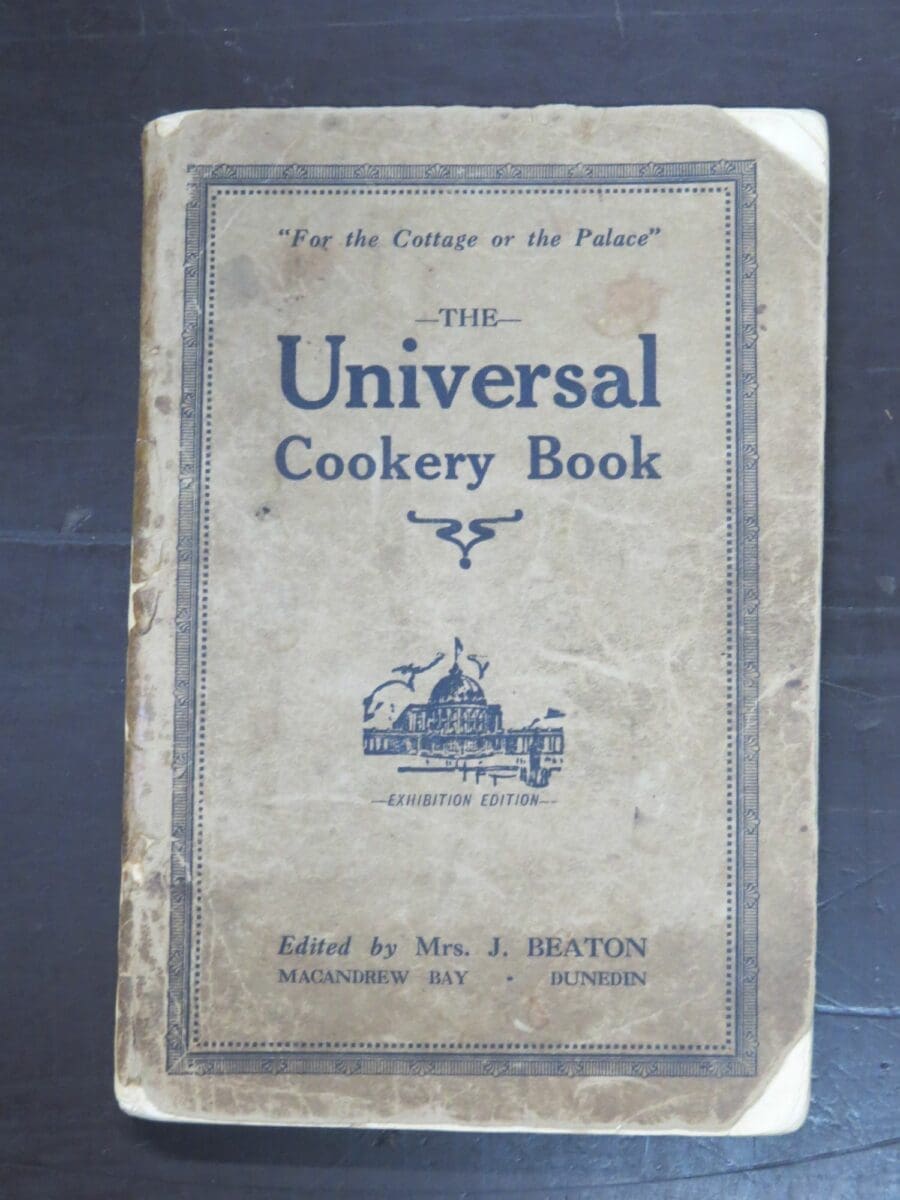 "For the Cottage or the Palace"
—THE—
Universal
Cookery Book
—EXHIBITION EDITION—
Edited by Mrs. J. BEATON
MACANDREW BAY • DUNEDIN